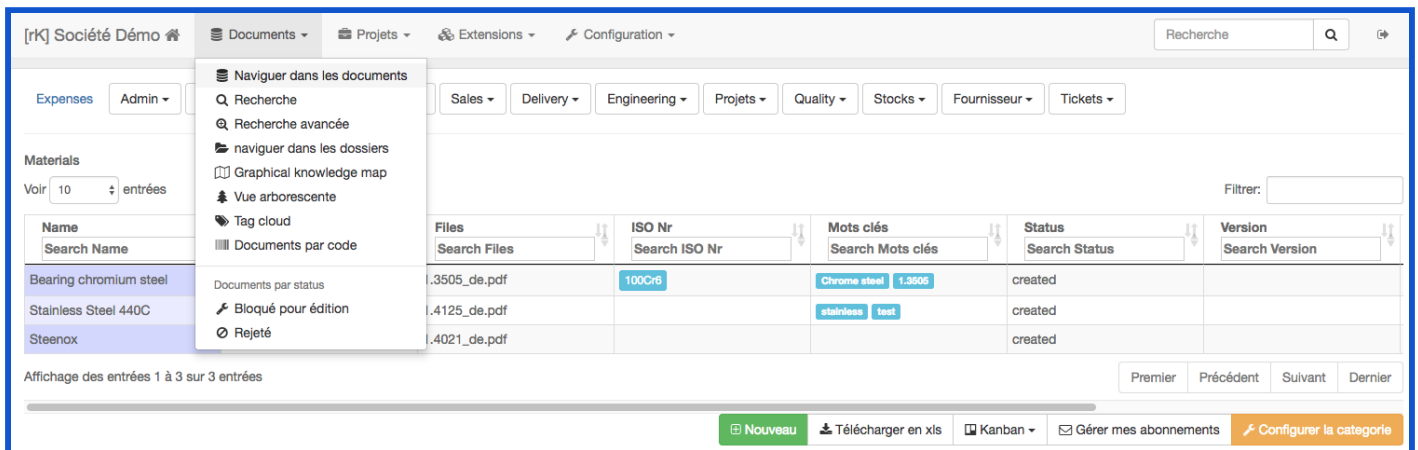 [rK] Société Démo Documents Projets Extensions Configuration Recherche
Naviguer dans les documents
Recherche
Recherche avancée
naviguer dans les dossiers
Graphical knowledge map
Vue arborescente
Tag cloud
Documents par code
Documents par status
Bloqué pour édition
Rejeté
Expenses Admin Sales Delivery Engineering Projets Quality Stocks Fournisseur Tickets
Materials
Voir 10 entrées Filtrer:
Name Files ISO Nr Mots clés Status Version
Search Name Search Files Search ISO Nr Search Mots clés Search Status Search Version
Bearing chromium steel 1.3505_de.pdf 100Cr6 Chrome steel 1.3505 created
Stainless Steel 440C 1.4125_de.pdf stainless test created
Steenox 1.4021_de.pdf created
Affichage des entrées 1 à 3 sur 3 entrées Premier Précédent Suivant Dernier
Nouveau Télécharger en xls Kanban Gérer mes abonnements Configurer la categorie